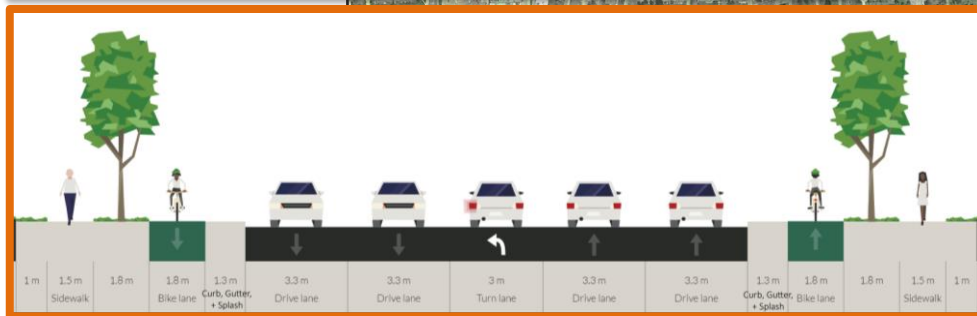 1 m
1.5 m
Sidewalk
1.8 m
1.8 m
Bike lane
1.3 m
Curb, Gutter,
+ Splash
3.3 m
Drive lane
3.3 m
Drive lane
3 m
Turn lane
3.3 m
Drive lane
3.3 m
Drive lane
1.3 m
Curb, Gutter,
+ Splash
1.8 m
Bike lane
1.8 m
1.5 m
Sidewalk
1 m